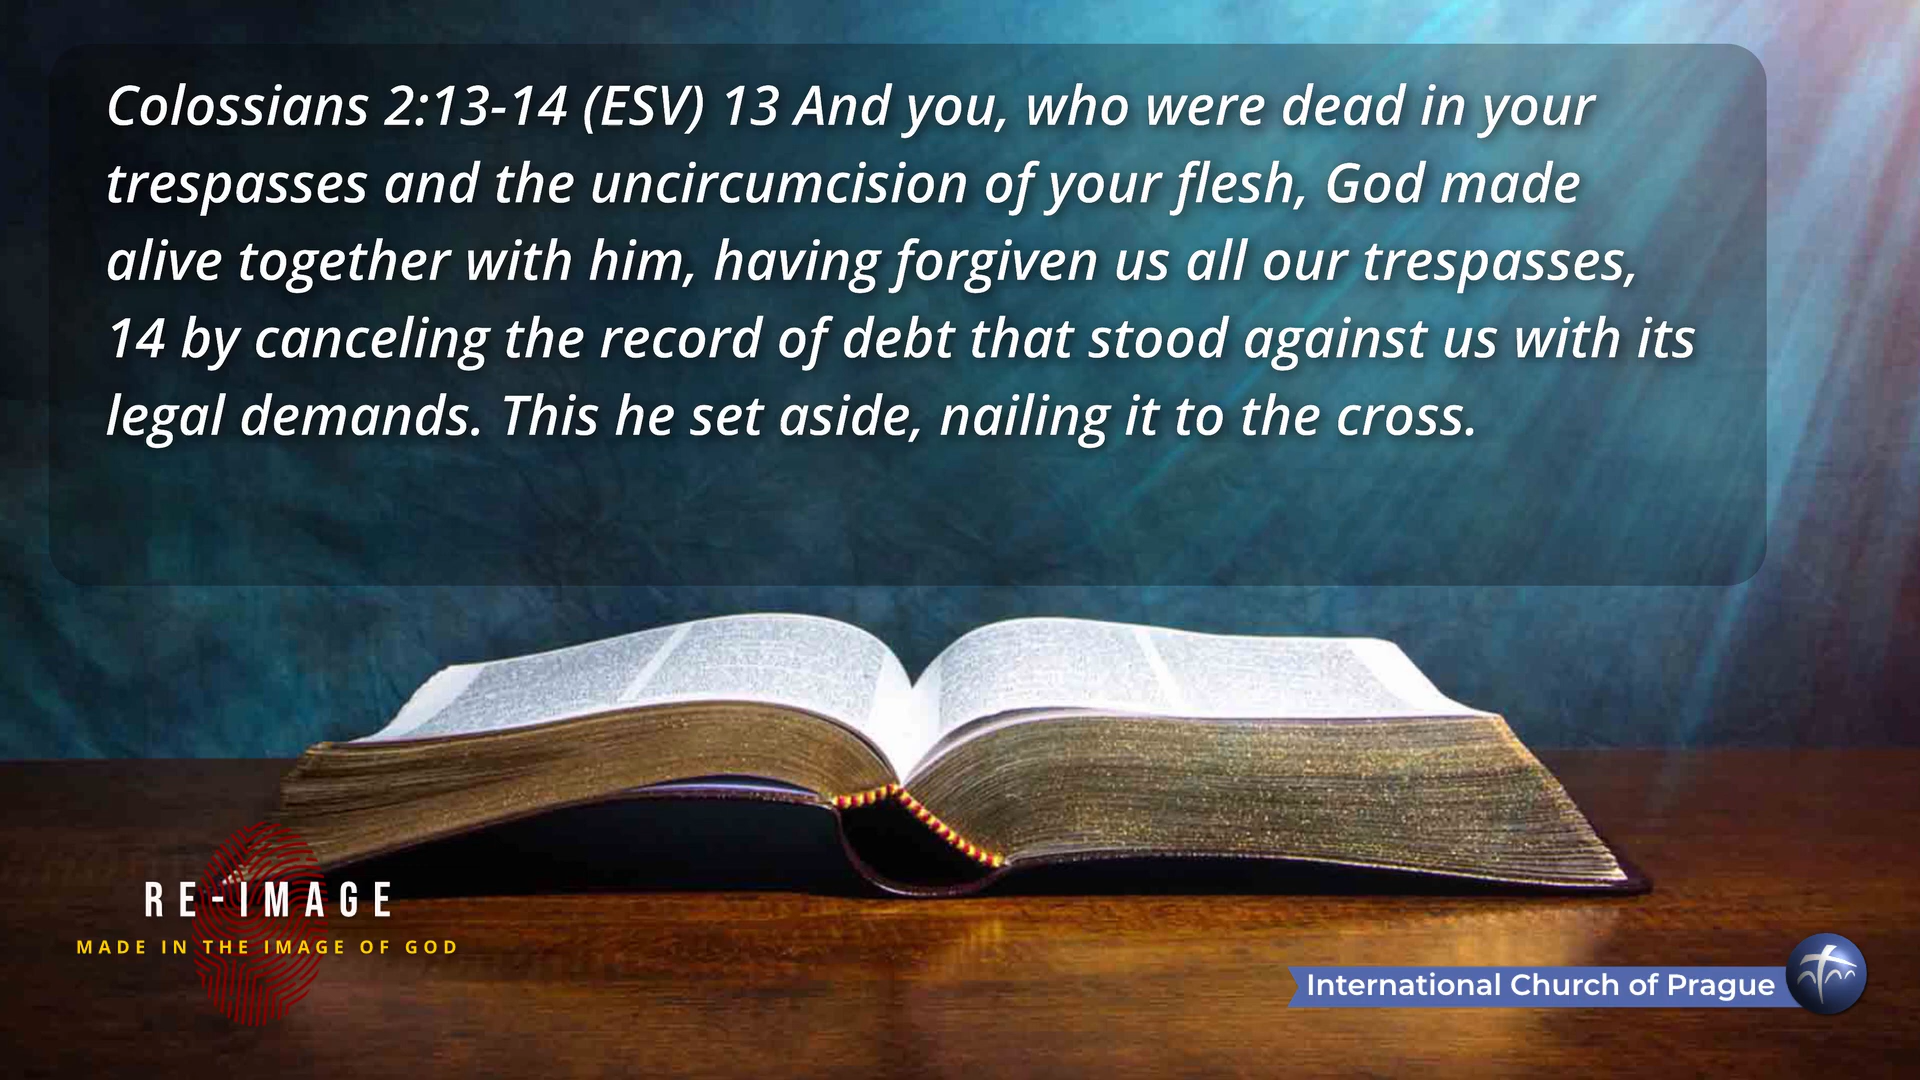 Colossians 2:13-14 (ESV) 13 And you, who were dead in your
trespasses and the uncircumcision of your flesh, God made
alive together with him, having forgiven us all our trespasses,
14 by canceling the record of debt that stood against us with its
legal demands. This he set aside, nailing it to the cross.
RE-IMAGE
MADE IN THE IMAGE OF GOD
International Church of Prague